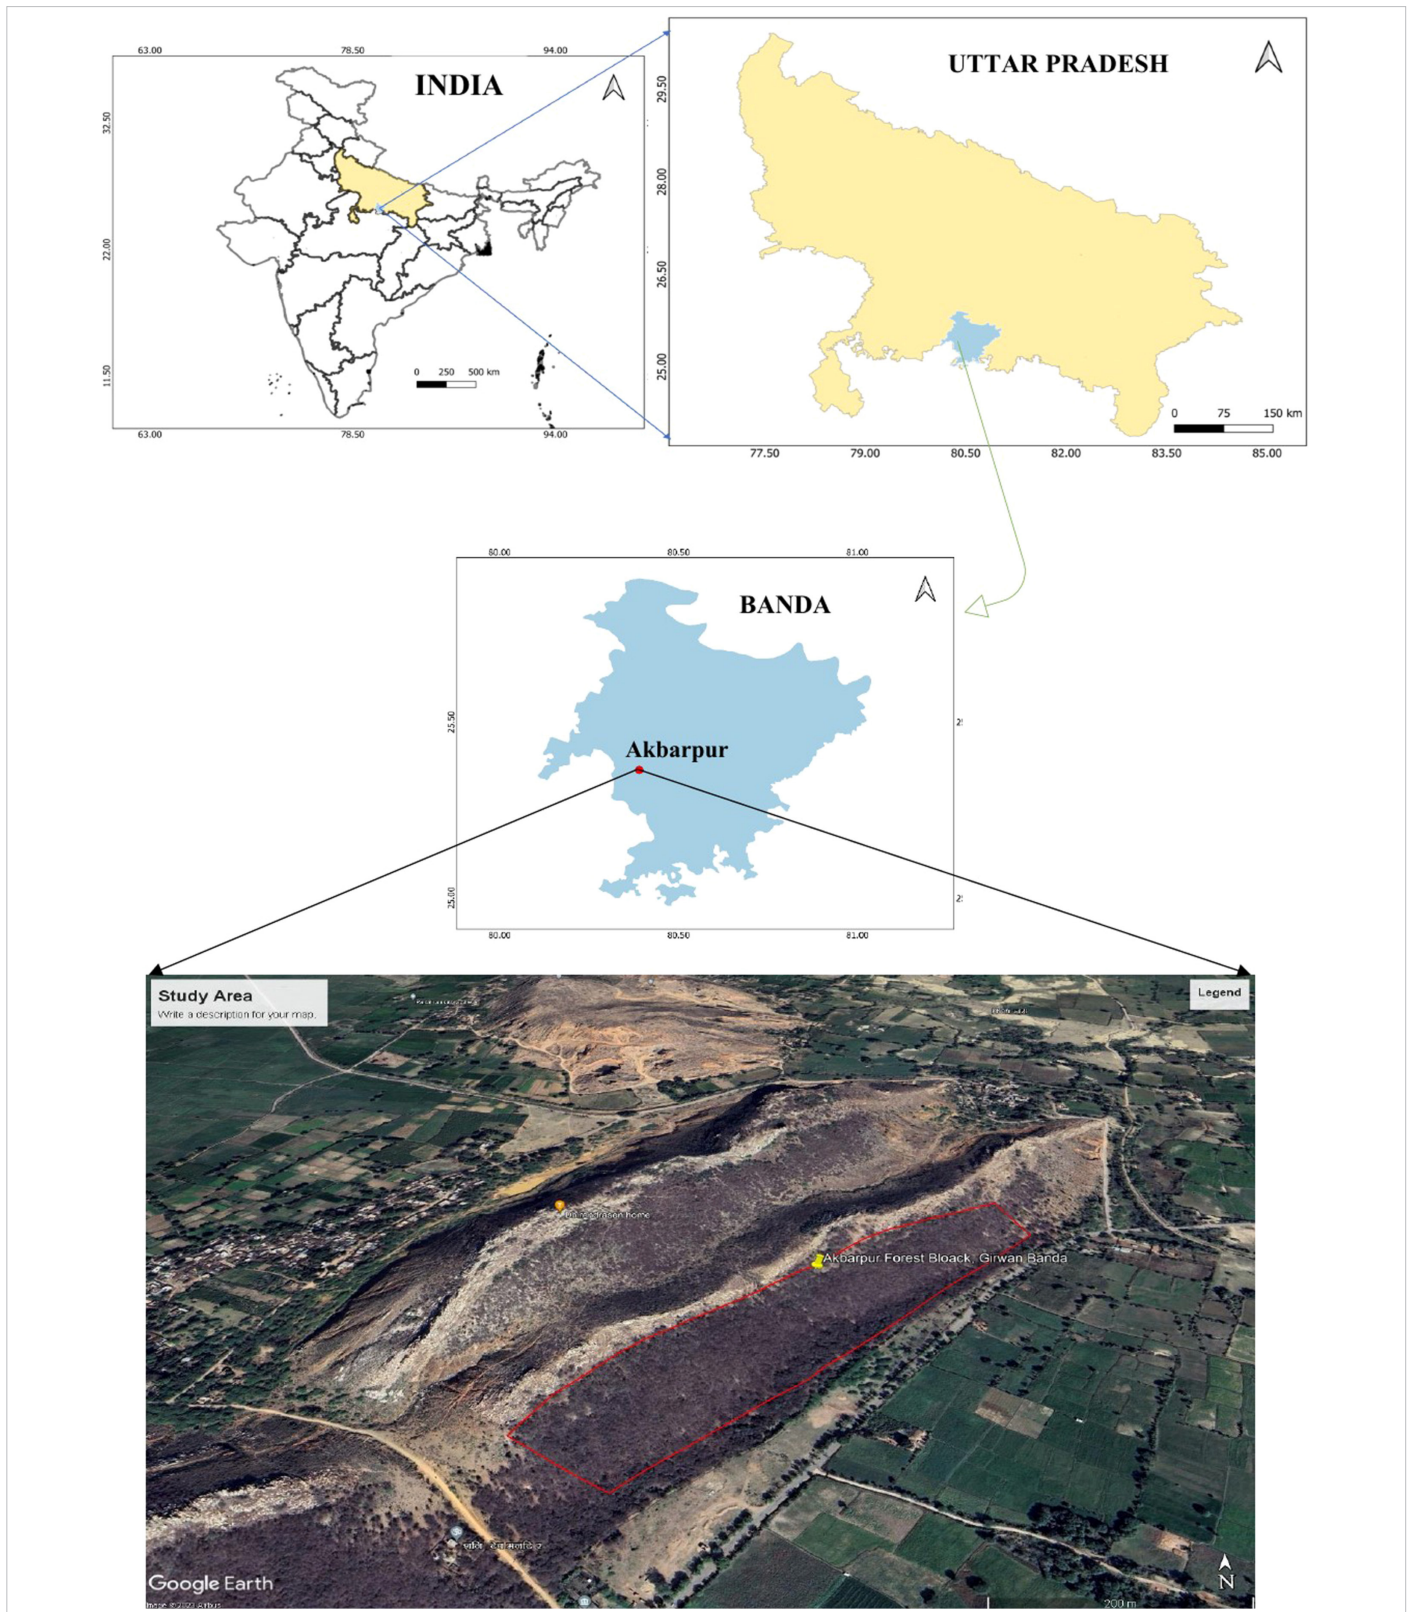 63.00 78.50 94.00
INDIA
32.50
22.00
11.50
0 250 500 km
63.00 78.50 94.00
UTTAR PRADESH
29.50
28.00
26.50
25.00
0 75 150 km
77.50 79.00 80.50 82.00 83.50 85.00
80.00 80.50 81.00
BANDA
25.50
Akbarpur
25.00
80.00 80.50 81.00
Study Area
Write a description for your map.
Legend
home
Akbarpur Forest Bloack, Girwan Banda
Google Earth
Image © 2023 Airbus
N
200 m